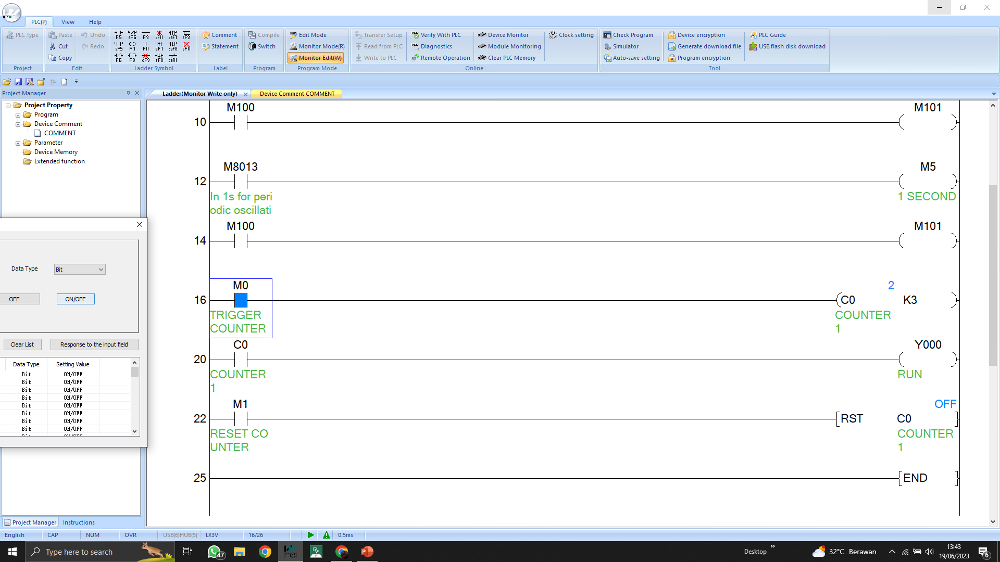 PLC(P) View Help
PLC Type
Project
Paste Undo
Cut Redo
Copy
Edit
F5 sF6 F9 cF11 caF7 sF9
sF5 F7 F11 sF7 caF8 sF11
F6 F8 cF9 sF8 caF11
Ladder Symbol
Comment
Statement
Label
Compile
Switch
Program
Edit Mode
Monitor Mode(R)
Monitor Edit(W)
Program Mode
Transfer Setup Verify With PLC Device Monitor Clock setting
Read from PLC Diagnostics Module Monitoring
Write to PLC Remote Operation Clear PLC Memory
Online
Check Program Device encryption PLC Guide
Simulator Generate download file USB flash disk download
Auto-save setting Program encryption
Tool
Project Manager
Project Property
Program
Device Comment
COMMENT
Parameter
Device Memory
Extended function
Data Type Bit
OFF ON/OFF
Clear List Response to the input field
Data Type Setting Value
Bit ON/OFF
Bit ON/OFF
Bit ON/OFF
Bit ON/OFF
Bit ON/OFF
Bit ON/OFF
Bit ON/OFF
Bit ON/OFF
Project Manager Instructions
Ladder(Monitor Write only) Device Comment COMMENT
M100 M101
10
M8013 M5
12
In 1s for peri 1 SECOND
odic oscillati
M100 M101
14
M0 2
16 C0 K3
TRIGGER COUNTER
COUNTER 1
C0 Y000
20
COUNTER RUN
1
M1 OFF
22 RST C0
RESET CO COUNTER
UNTER 1
25 END
English CAP NUM OVR USB(6)HUB(5) LX3V 16/26 0.5ms
Type here to search 47 Desktop 32°C Berawan 13:43
19/06/2023 6